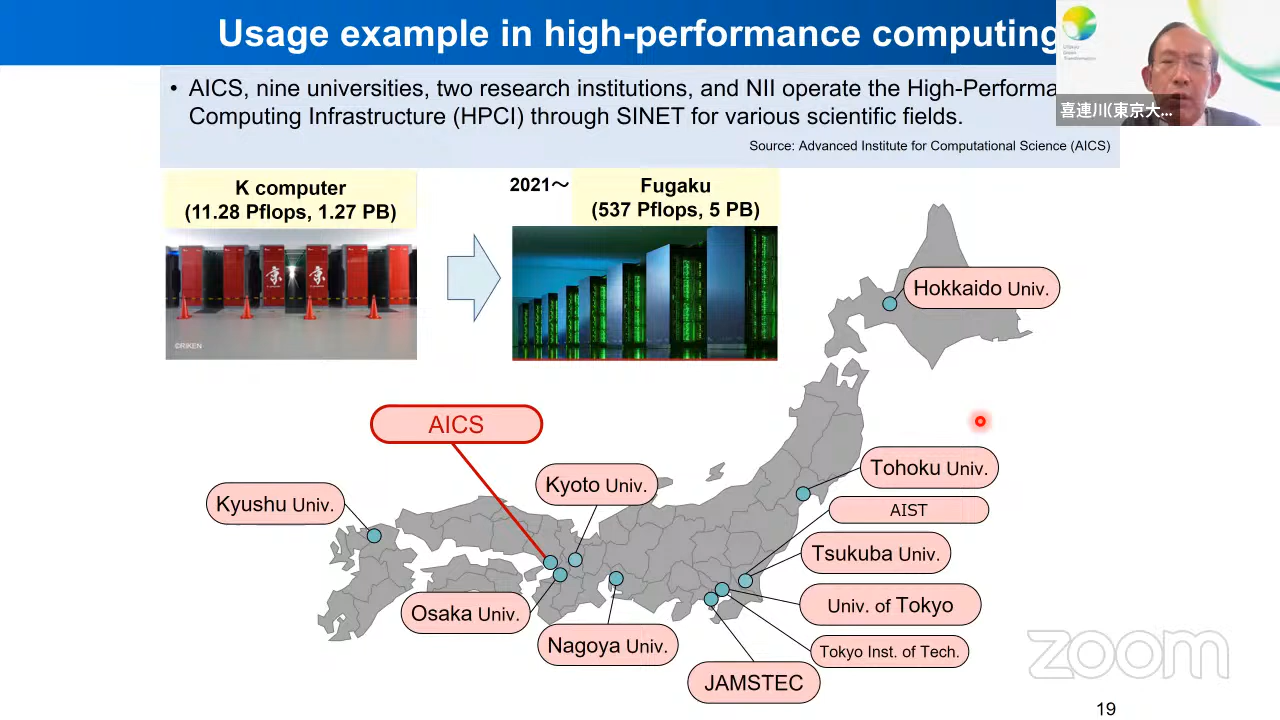 Usage example in high-performance computing
• AICS, nine universities, two research institutions, and NII operate the High-Performa
Computing Infrastructure (HPCI) through SINET for various scientific fields.
Source: Advanced Institute for Computational Science (AICS)
喜連川(東京大...
K computer
(11.28 Pflops, 1.27 PB)
2021～
Fugaku
(537 Pflops, 5 PB)
京
京
©RIKEN
Hokkaido Univ.
AICS
Tohoku Univ.
Kyoto Univ.
Kyushu Univ.
AIST
Tsukuba Univ.
Osaka Univ.
Univ. of Tokyo
Nagoya Univ.
Tokyo Inst. of Tech.
JAMSTEC
zoom
19